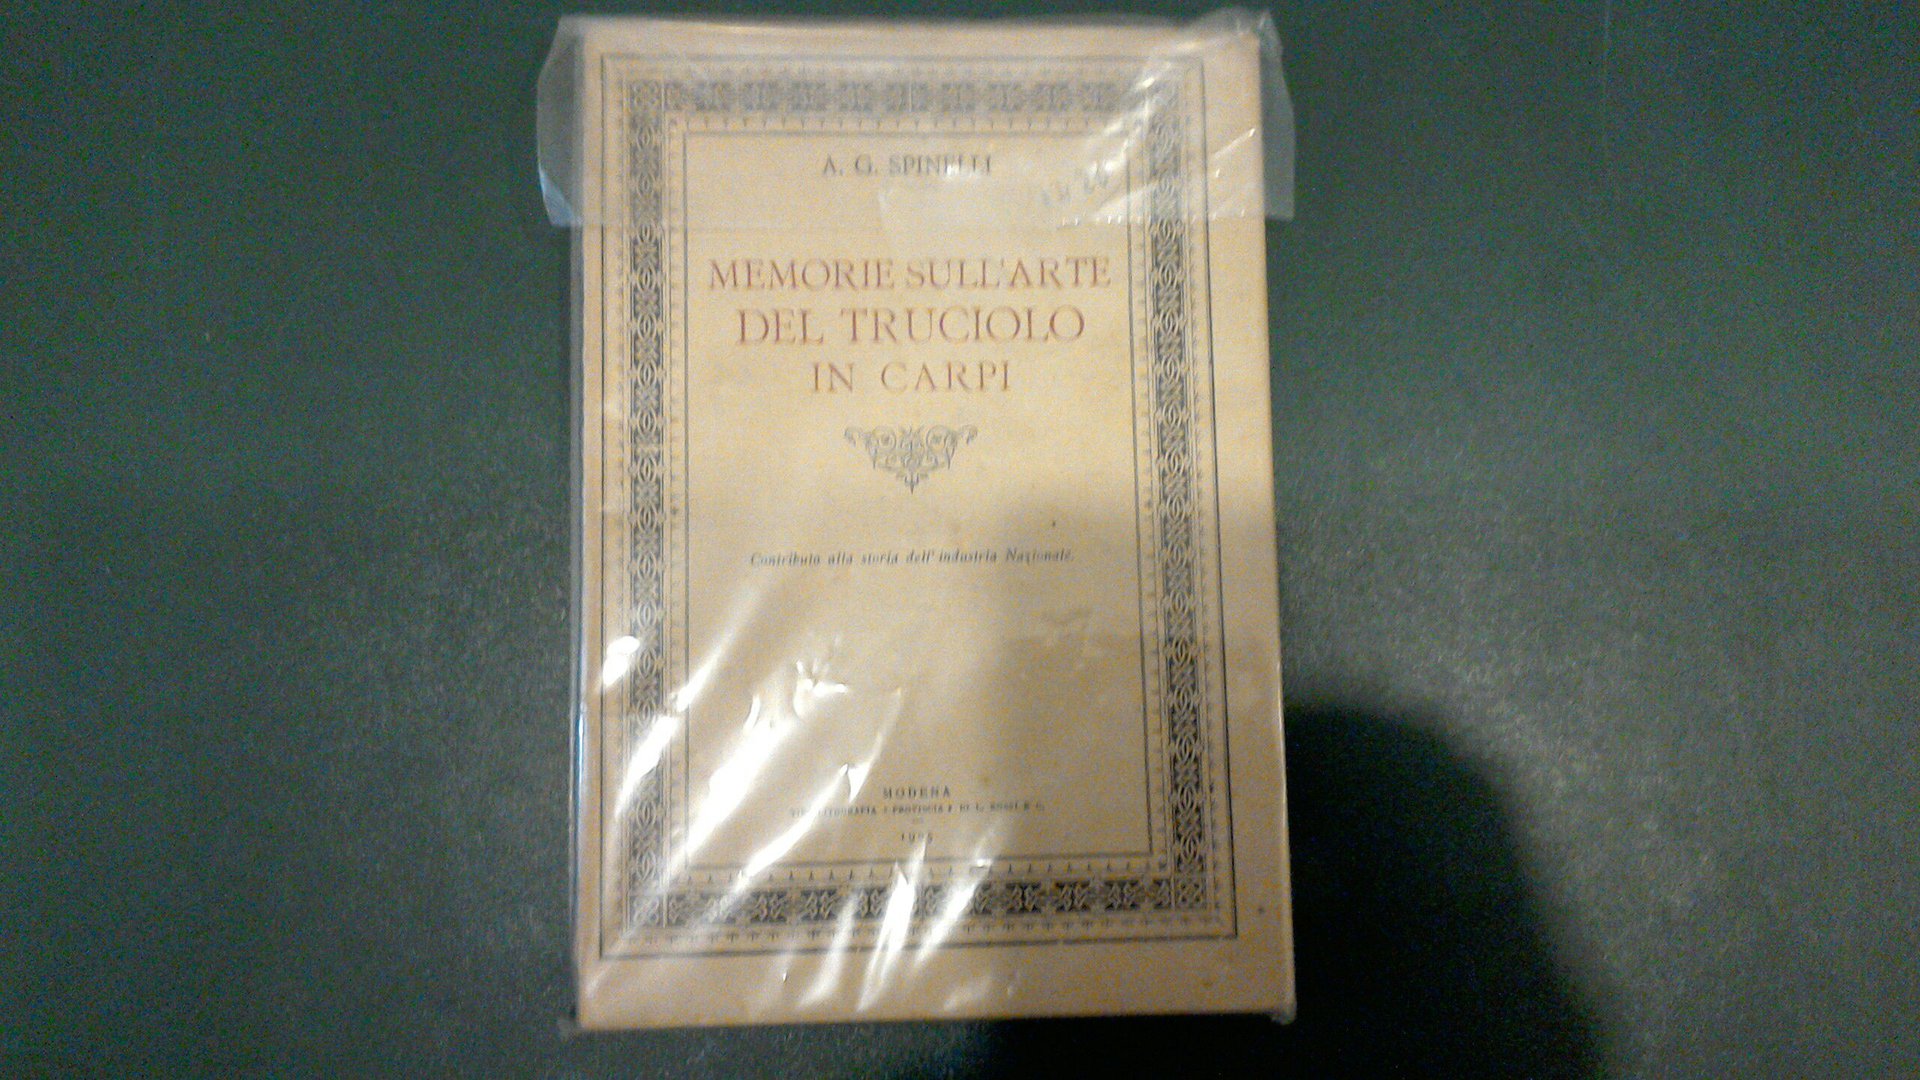 A. G. SPINELLI
MEMORIE SULL'ARTE
DEL TRUCIOLO
IN CARPI
Contributo alla storia dell'industria Nazionale.
MODENA